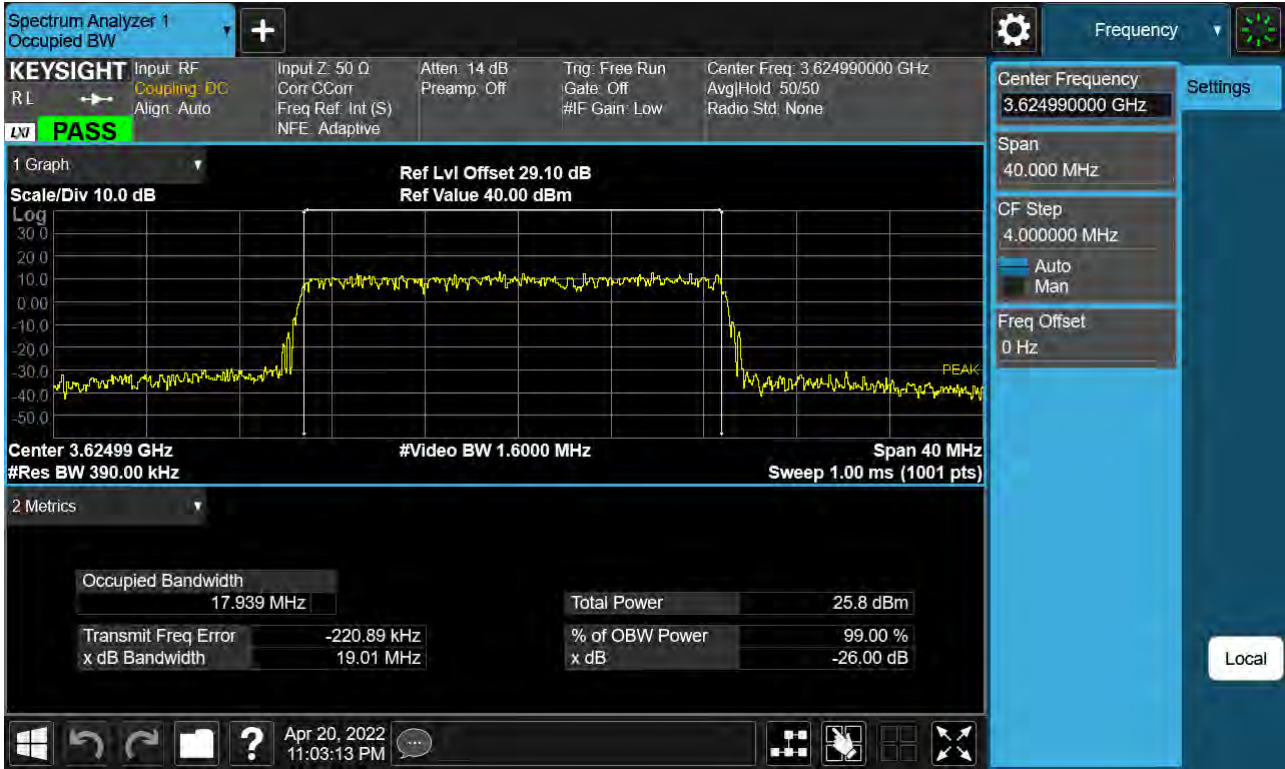 Spectrum Analyzer 1
Occupied BW
Frequency
KEYSIGHT
RL
LXI
PASS
Input: RF
Coupling: DC
Align: Auto
Input Z: 50 Ω
Corr CCorr
Freq Ref: Int (S)
NFE: Adaptive
Atten: 14 dB
Preamp: Off
Trig: Free Run
Gate: Off
#IF Gain: Low
Center Freq: 3.624990000 GHz
Avg|Hold: 50/50
Radio Std: None
Center Frequency
3.624990000 GHz
Settings
Span
40.000 MHz
CF Step
4.000000 MHz
Auto
Man
Freq Offset
0 Hz
1 Graph
Scale/Div 10.0 dB
Ref Lvl Offset 29.10 dB
Ref Value 40.00 dBm
Log
30.0
20.0
10.0
0.00
-10.0
-20.0
-30.0
-40.0
-50.0
PEAK
Center 3.62499 GHz
#Video BW 1.6000 MHz
Span 40 MHz
#Res BW 390.00 kHz
Sweep 1.00 ms (1001 pts)
2 Metrics
Occupied Bandwidth
17.939 MHz
Total Power 25.8 dBm
Transmit Freq Error -220.89 kHz
% of OBW Power 99.00 %
x dB Bandwidth 19.01 MHz
x dB -26.00 dB
Local
?
Apr 20, 2022
11:03:13 PM